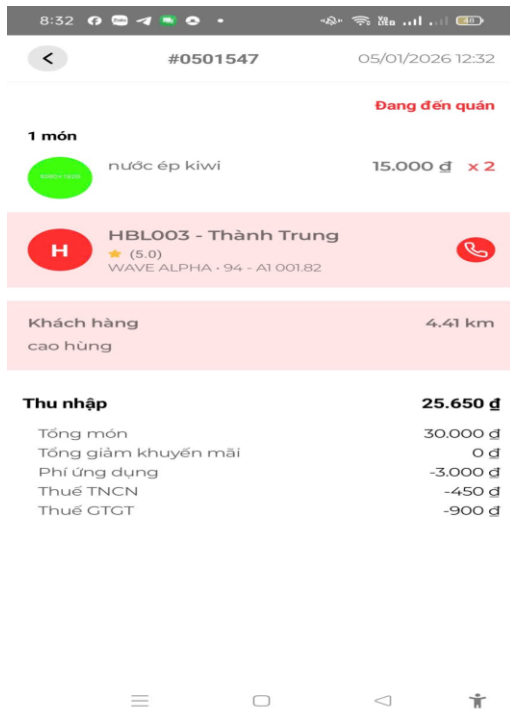 8:32
48
#0501547 05/01/2026 12:32
Đang đến quán
1 món
nước ép kiwi 15.000 ₫ x 2
H
HBL003 - Thành Trung
(5.0)
WAVE ALPHA • 94 - A1 001.82
Khách hàng 4.41 km
cao hùng
Thu nhập 25.650 ₫
Tổng món 30.000 ₫
Tổng giảm khuyến mãi 0 ₫
Phí ứng dụng -3.000 ₫
Thuế TNCN -450 ₫
Thuế GTGT -900 ₫